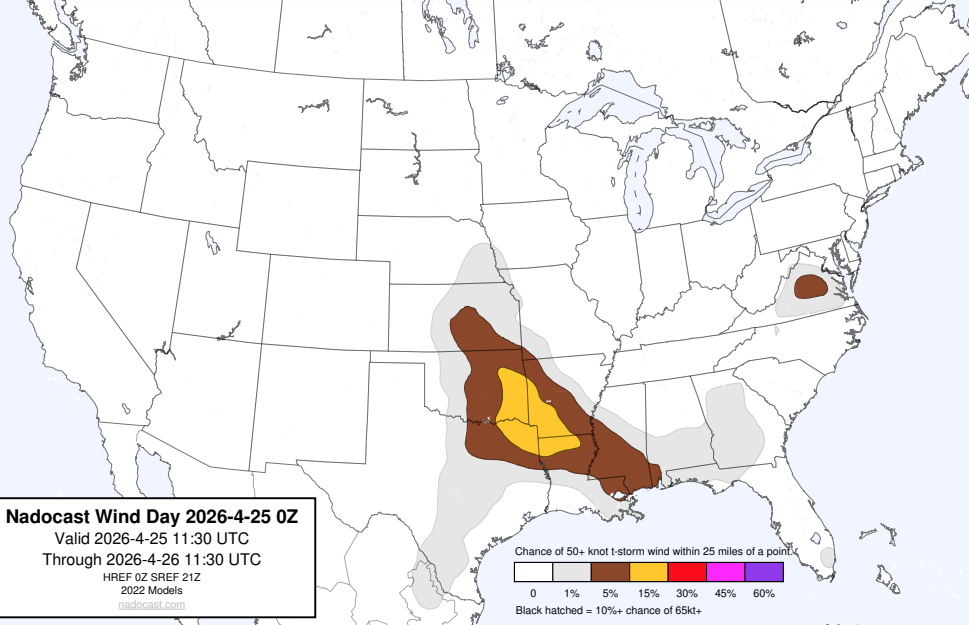 Nadocast Wind Day 2026-4-25 0Z
Valid 2026-4-25 11:30 UTC
Through 2026-4-26 11:30 UTC
HREF 0Z SREF 21Z
2022 Models
nadocast.com
Chance of 50+ knot t-storm wind within 25 miles of a point.
0 1% 5% 15% 30% 45% 60%
Black hatched = 10%+ chance of 65kt+